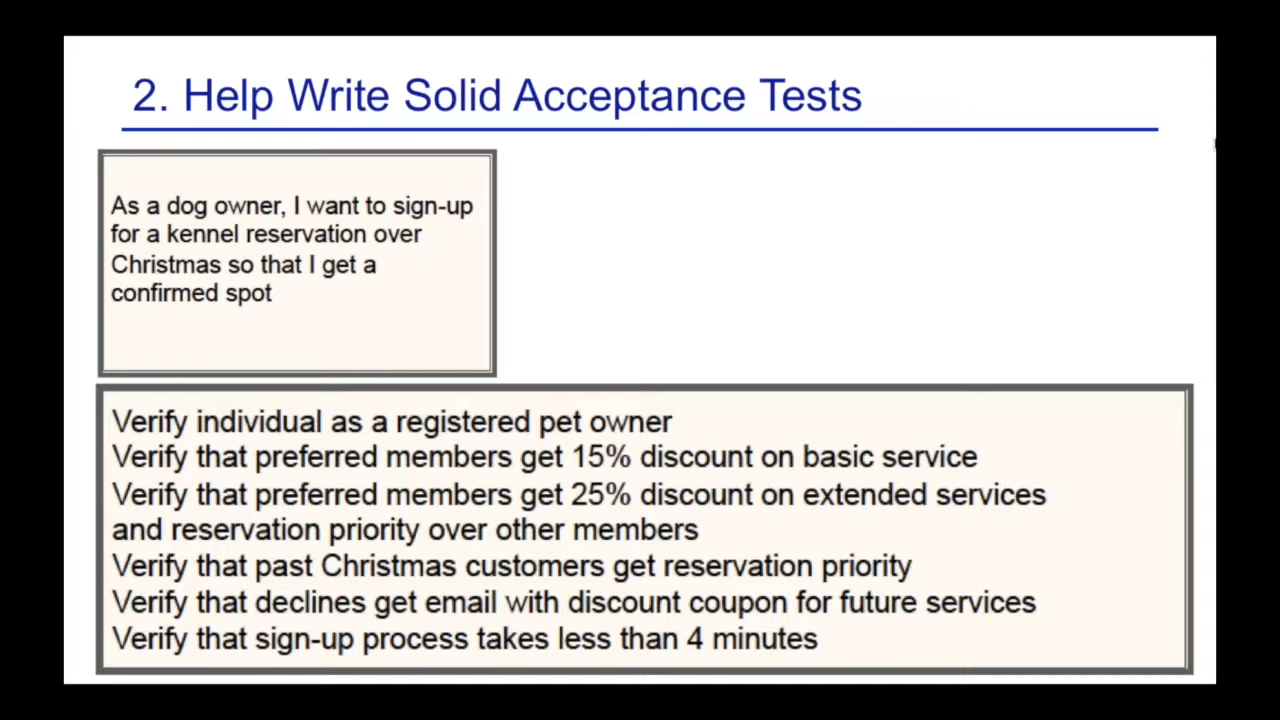 2. Help Write Solid Acceptance Tests
As a dog owner, I want to sign-up
for a kennel reservation over
Christmas so that I get a
confirmed spot
Verify individual as a registered pet owner
Verify that preferred members get 15% discount on basic service
Verify that preferred members get 25% discount on extended services
and reservation priority over other members
Verify that past Christmas customers get reservation priority
Verify that declines get email with discount coupon for future services
Verify that sign-up process takes less than 4 minutes